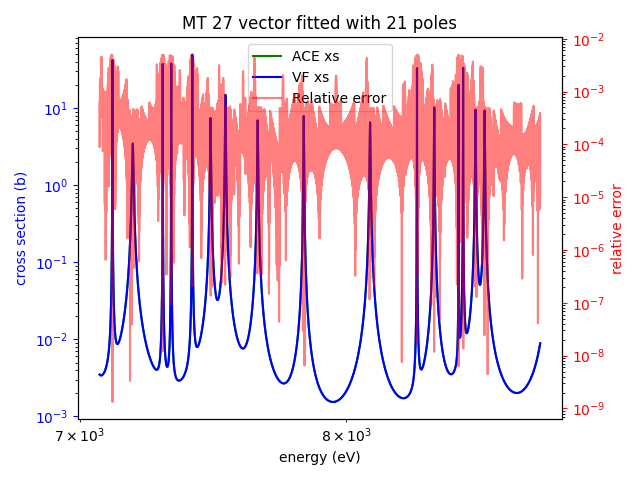 MT 27 vector fitted with 21 poles
ACE xs
VF xs
Relative error
cross section (b)
10¹
10⁰
10⁻¹
10⁻²
10⁻³
10⁻²
10⁻³
10⁻⁴
10⁻⁵
10⁻⁶
10⁻⁷
10⁻⁸
10⁻⁹
relative error
7 × 10³
8 × 10³
energy (eV)